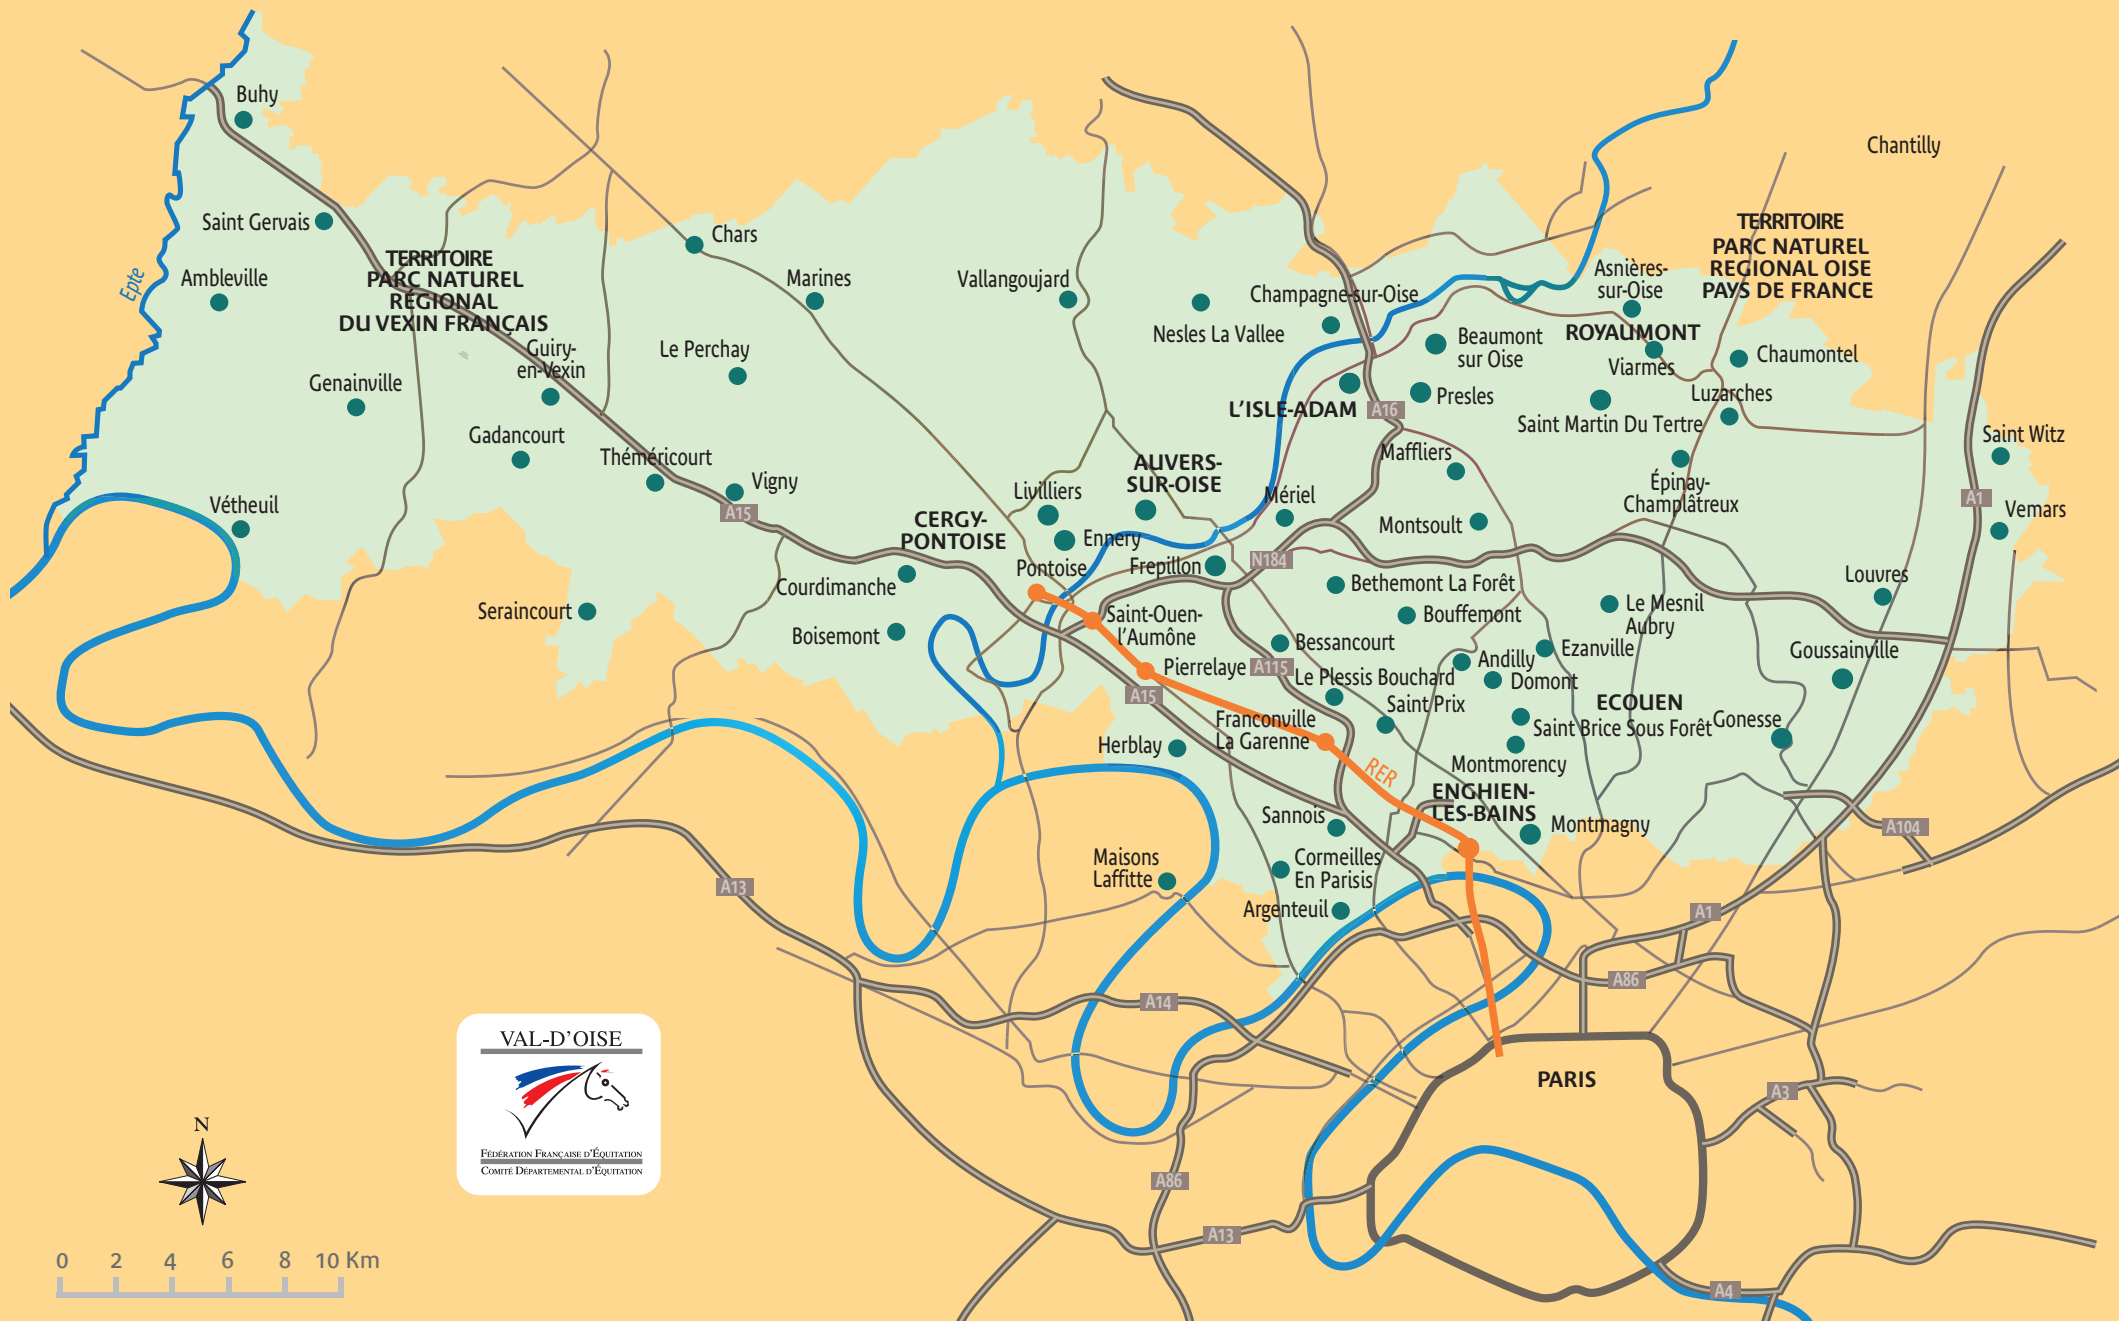 Buhy
Chantilly
Saint Gervais
Chars
TERRITOIRE
PARC NATUREL
REGIONAL OISE
PAYS DE FRANCE
TERRITOIRE
PARC NATUREL
REGIONAL
DU VEXIN FRANÇAIS
Epte
Ambleville
Marines
Vallangoujard
Nesles La Vallee
Champagne-sur-Oise
Asnières-
sur-Oise
ROYAUMONT
Viarmes
Beaumont
sur Oise
Chaumontel
Guiry-
en-Vexin
Le Perchay
Genainville
L'ISLE-ADAM
A16
Presles
Luzarches
Saint Martin Du Tertre
Gadancourt
Théméricourt
Vigny
A15
Maffliers
Saint Witz
AUVERS-
SUR-OISE
Épinay-
Champlatreux
Livilliers
Mériel
A1
Vemars
Vétheuil
CERGY-
PONTOISE
Ennery
Montsoult
Pontoise
Frepillon
N184
Courdimanche
Bethemont La Forêt
Louvres
Seraincourt
Saint-Ouen-
l'Aumône
Bouffemont
Le Mesnil
Aubry
Boisemont
Bessancourt
Ezanville
Goussainville
Pierrelaye
A115
Andilly
Domont
Le Plessis Bouchard
A15
Saint Prix
ECOUEN
Franconville
La Garenne
Saint Brice Sous Forêt
Gonesse
Herblay
RER
Montmorency
ENGHIEN-
LES-BAINS
Sannois
Montmagny
A104
Maisons
Laffitte
Cormeilles
En Parisis
A13
Argenteuil
A1
A86
A14
VAL-D'OISE
FÉDÉRATION FRANÇAISE D'ÉQUITATION
COMITÉ DÉPARTEMENTAL D'ÉQUITATION
PARIS
A3
N
A86
A13
0 2 4 6 8 10 Km
A4